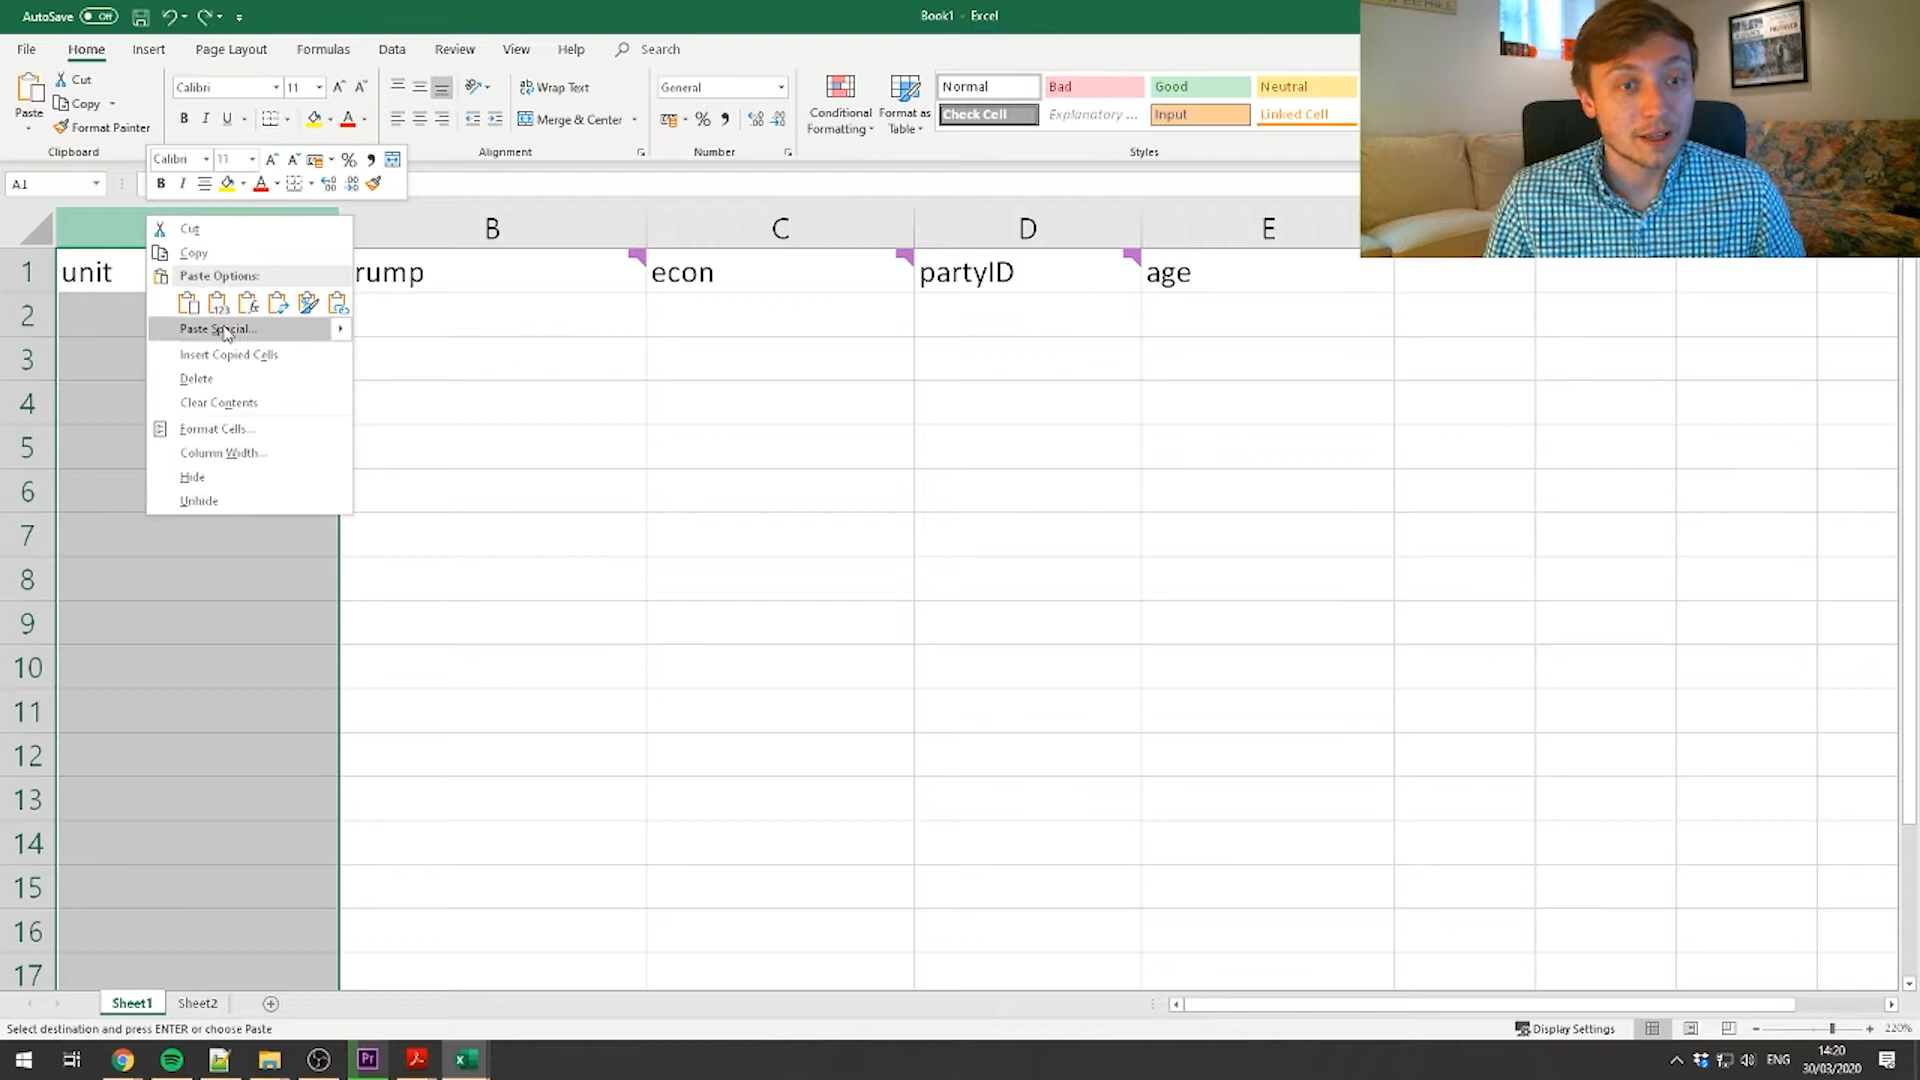 AutoSave Off
Book1 - Excel
File Home Insert Page Layout Formulas Data Review View Help Search
Paste
Cut
Copy
Format Painter
Clipboard
Calibri 11
B I U A
ab Wrap Text
Merge & Center
Alignment
General
%
Number
Conditional Formatting
Format as Table
Normal Bad Good Neutral
Check Cell Explanatory ... Input Linked Cell
Styles
A1
Calibri 11
B I A
B C D E
1 unit rump econ partyID age
2
3
4
5
6
7
8
9
10
11
12
13
14
15
16
17
Cut
Copy
Paste Options:
Paste Special...
Insert Copied Cells
Delete
Clear Contents
Format Cells...
Column Width...
Hide
Unhide
Sheet1 Sheet2
Select destination and press ENTER or choose Paste
Display Settings
220%
Pr
ENG
14:20
30/03/2020